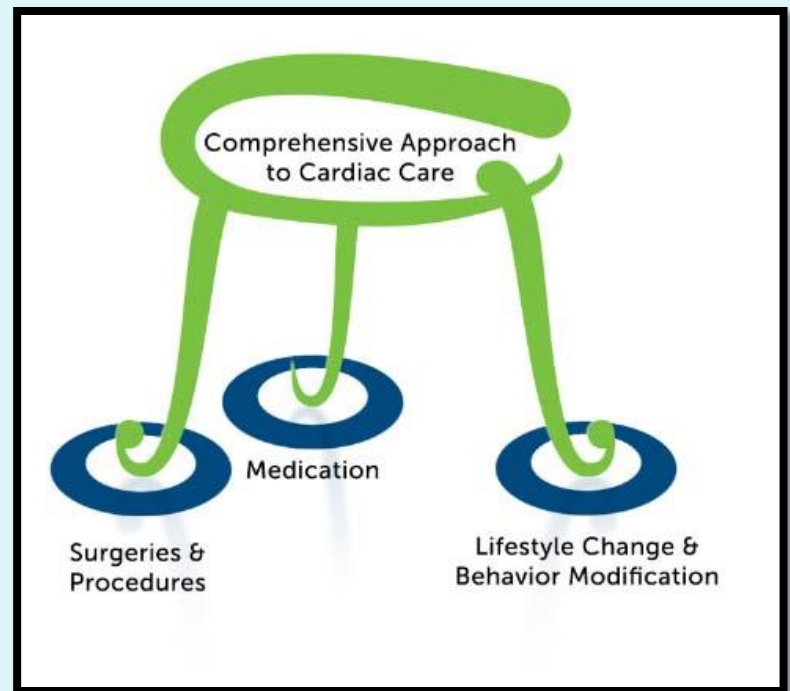 Comprehensive Approach
to Cardiac Care
Medication
Surgeries &
Procedures
Lifestyle Change &
Behavior Modification